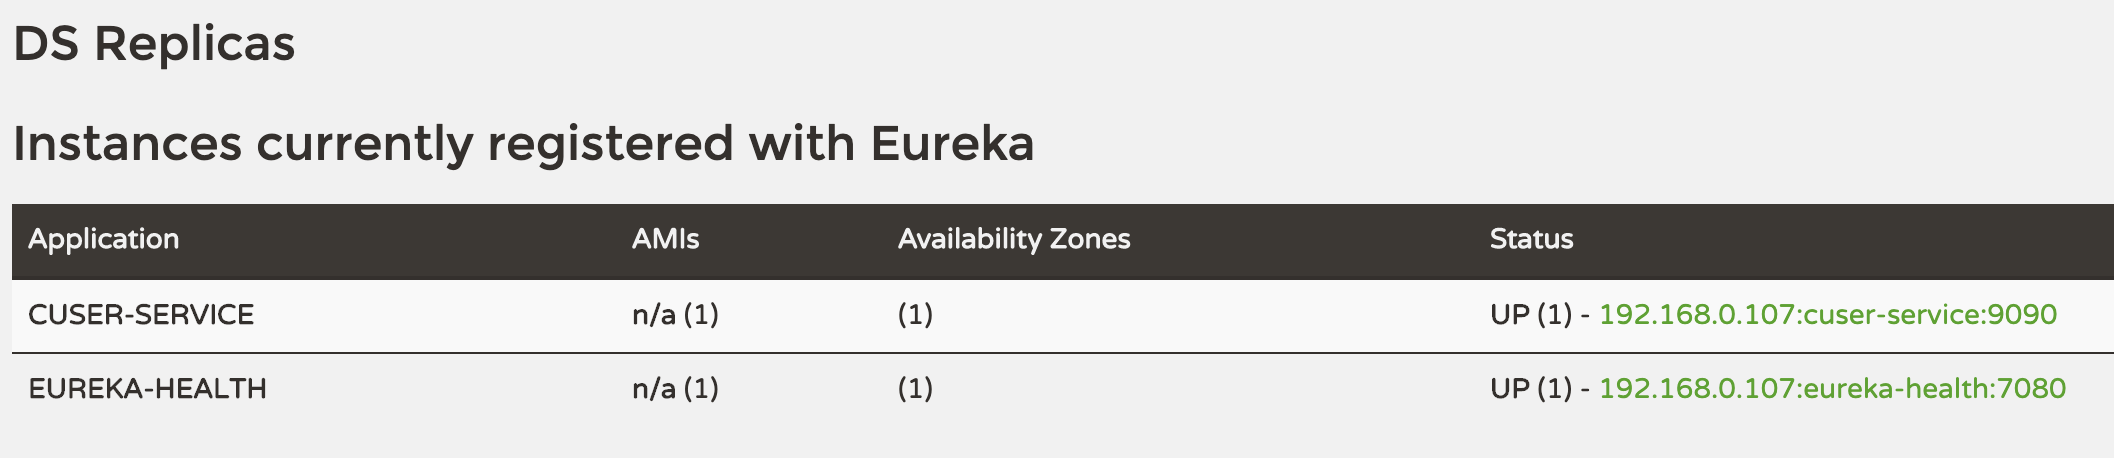 DS Replicas
Instances currently registered with Eureka
Application AMIs Availability Zones Status
CUSER-SERVICE n/a (1) (1) UP (1) - 192.168.0.107:cuser-service:9090
EUREKA-HEALTH n/a (1) (1) UP (1) - 192.168.0.107:eureka-health:7080